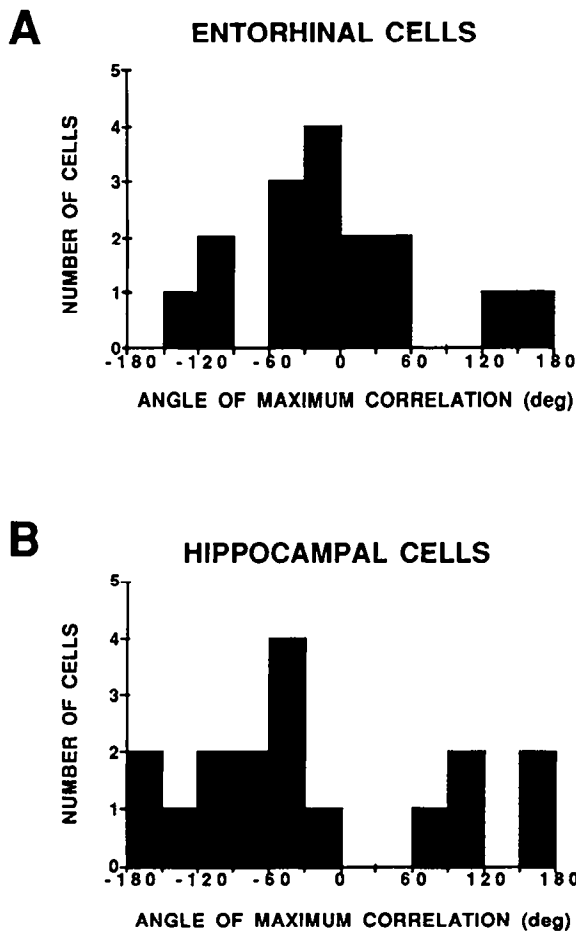 A
ENTORHINAL CELLS
NUMBER OF CELLS
5
4
3
2
1
0
-180 -120 -60 0 60 120 180
ANGLE OF MAXIMUM CORRELATION (deg)
B
HIPPOCAMPAL CELLS
NUMBER OF CELLS
5
4
3
2
1
0
-180 -120 -60 0 60 120 180
ANGLE OF MAXIMUM CORRELATION (deg)